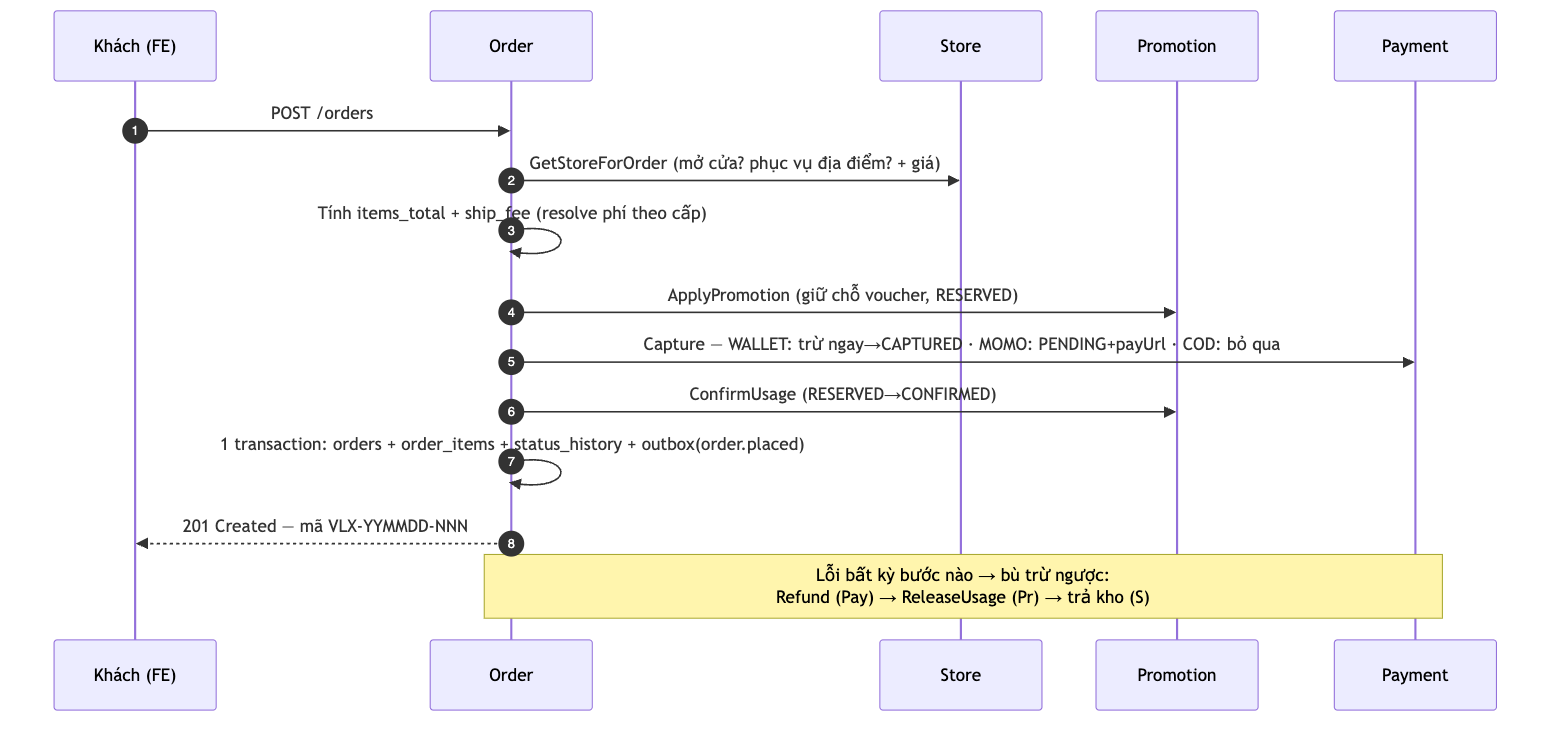 Khách (FE)
Order
Store
Promotion
Payment
1
POST /orders
2
GetStoreForOrder (mở cửa? phục vụ địa điểm? + giá)
3
Tính items_total + ship_fee (resolve phí theo cấp)
4
ApplyPromotion (giữ chỗ voucher, RESERVED)
5
Capture — WALLET: trừ ngay→CAPTURED · MOMO: PENDING+payUrl · COD: bỏ qua
6
ConfirmUsage (RESERVED→CONFIRMED)
7
1 transaction: orders + order_items + status_history + outbox(order.placed)
8
201 Created — mã VLX-YYMMDD-NNN
Lỗi bất kỳ bước nào → bù trừ ngược:
Refund (Pay) → ReleaseUsage (Pr) → trả kho (S)
Khách (FE)
Order
Store
Promotion
Payment